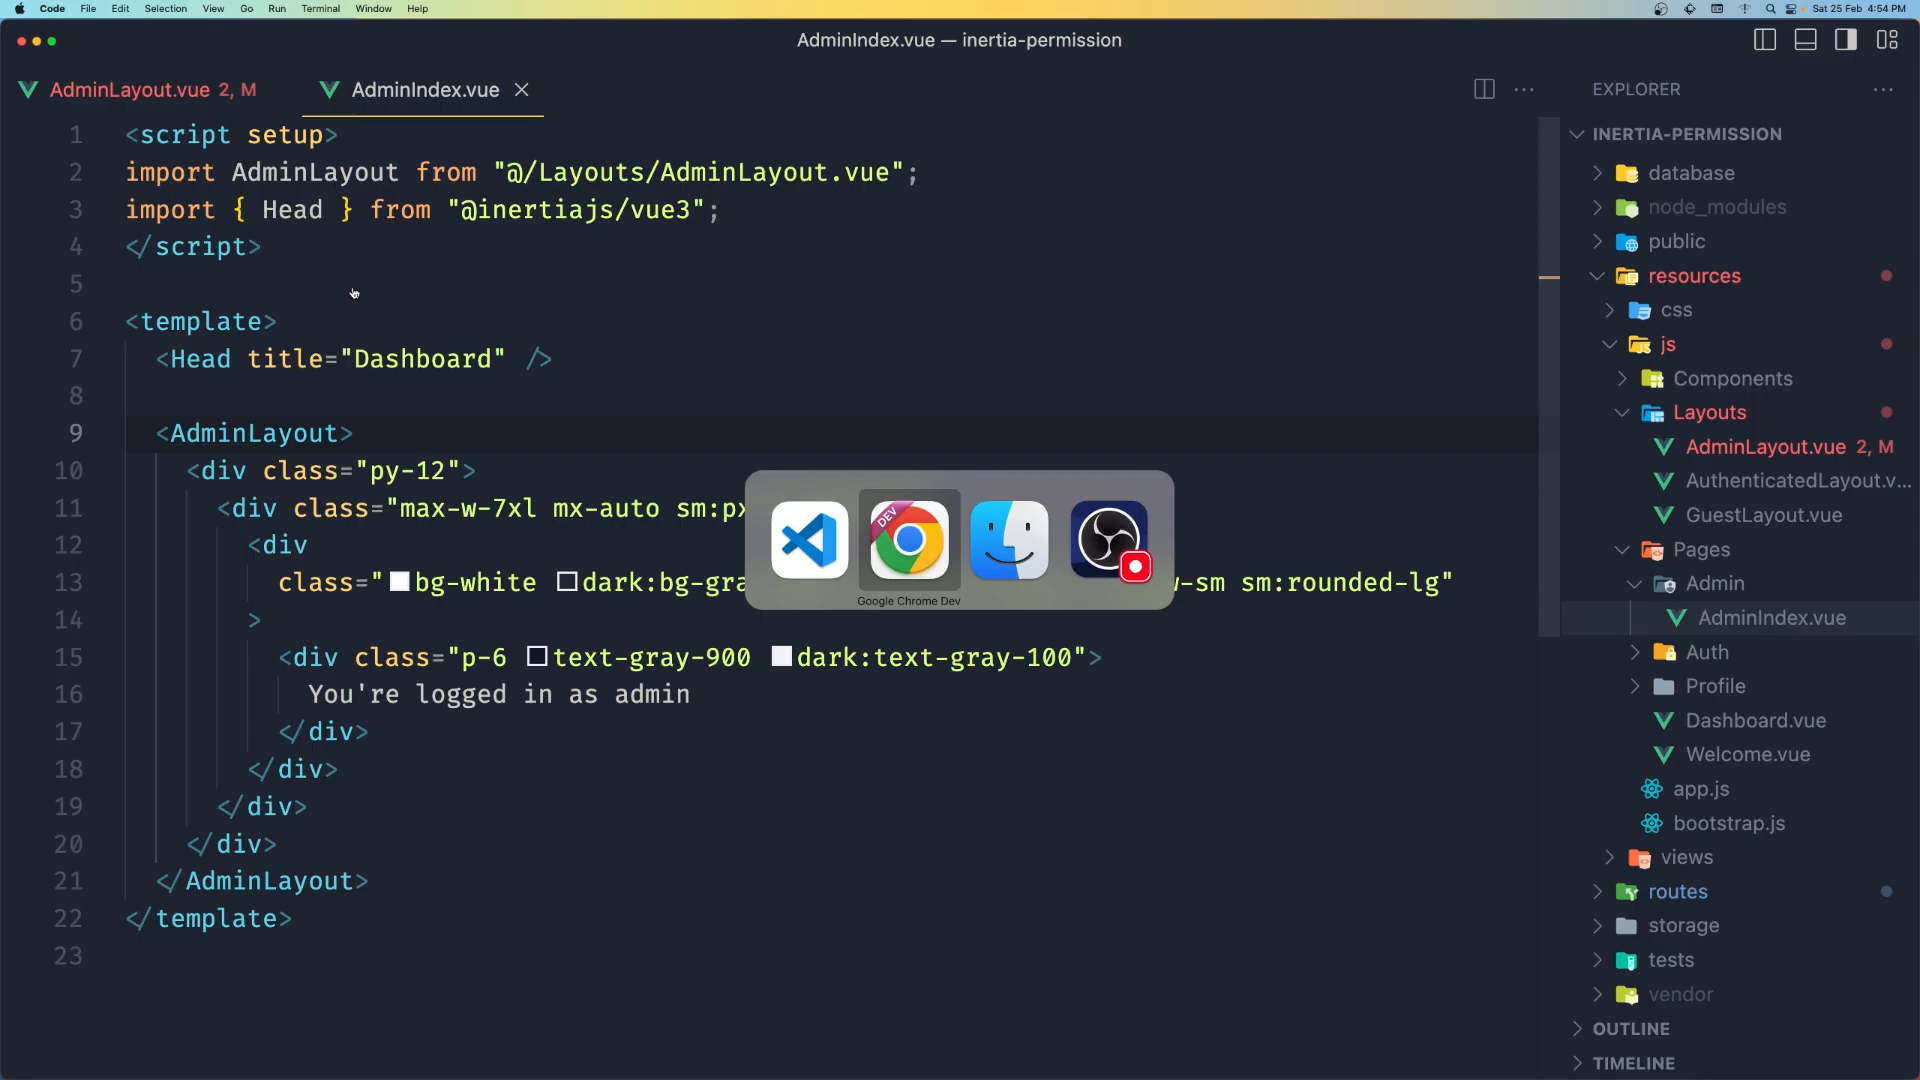 Code File Edit Selection View Go Run Terminal Window Help
Sat 25 Feb 4:54 PM
AdminIndex.vue — inertia-permission
AdminLayout.vue 2, M
AdminIndex.vue
1 <script setup>
2 import AdminLayout from "@/Layouts/AdminLayout.vue";
3 import { Head } from "@inertiajs/vue3";
4 </script>
5
6 <template>
7 <Head title="Dashboard" />
8
9 <AdminLayout>
10 <div class="py-12">
11 <div class="max-w-7xl mx-auto sm:px
12 <div
13 class="bg-white dark:bg-gra w-sm sm:rounded-lg"
14 >
15 <div class="p-6 text-gray-900 dark:text-gray-100">
16 You're logged in as admin
17 </div>
18 </div>
19 </div>
20 </div>
21 </AdminLayout>
22 </template>
23
DEV
Google Chrome Dev
EXPLORER
INERTIA-PERMISSION
database
node_modules
public
resources
css
js
Components
Layouts
AdminLayout.vue 2, M
AuthenticatedLayout.v...
GuestLayout.vue
Pages
Admin
AdminIndex.vue
Auth
Profile
Dashboard.vue
Welcome.vue
app.js
bootstrap.js
views
routes
storage
tests
vendor
OUTLINE
TIMELINE